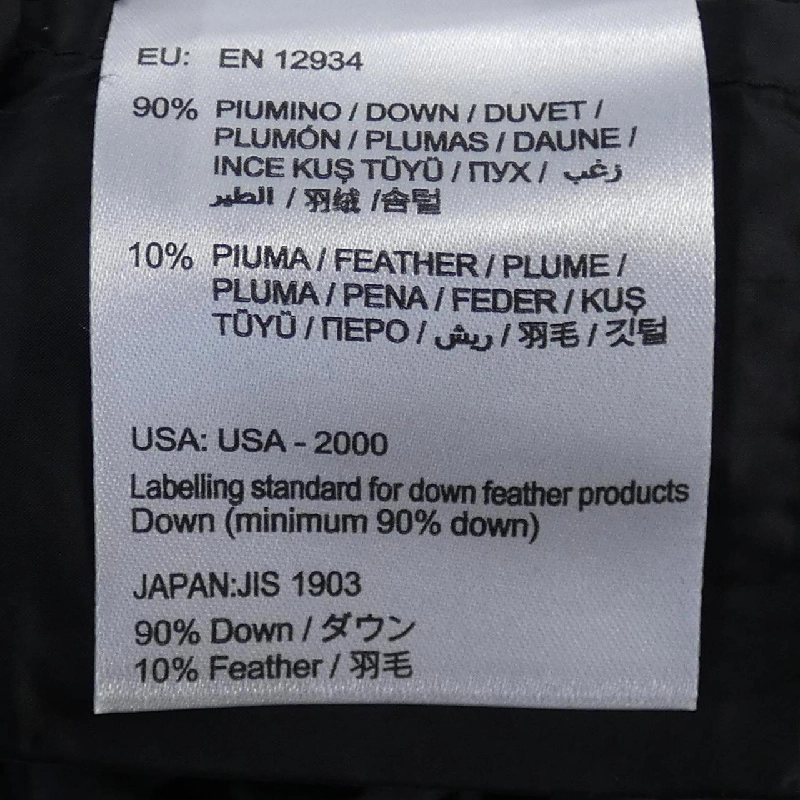 EU: EN 12934
90% PIUMINO / DOWN / DUVET /
PLUMÓN / PLUMAS / DAUNE /
INCE KUŞ TÜYÜ / ПУХ / زغب
الطير / 羽绒 /솜털
10% PIUMA / FEATHER / PLUME /
PLUMA / PENA / FEDER / KUŞ
TÜYÜ / ПЕРО / ريش / 羽毛 / 깃털
USA: USA - 2000
Labelling standard for down feather products
Down (minimum 90% down)
JAPAN:JIS 1903
90% Down / ダウン
10% Feather / 羽毛